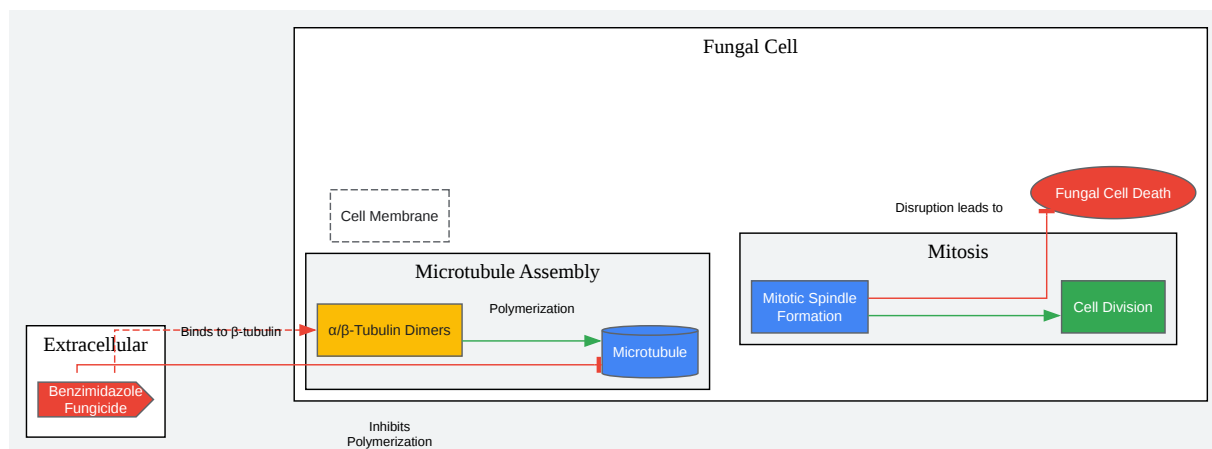 Fungal Cell
Cell Membrane
Fungal Cell Death
Disruption leads to
Microtubule Assembly
Mitosis
Polymerization
α/β-Tubulin Dimers
Microtubule
Mitotic Spindle
Formation
Cell Division
Binds to β-tubulin
Extracellular
Benzimidazole
Fungicide
Inhibits
Polymerization